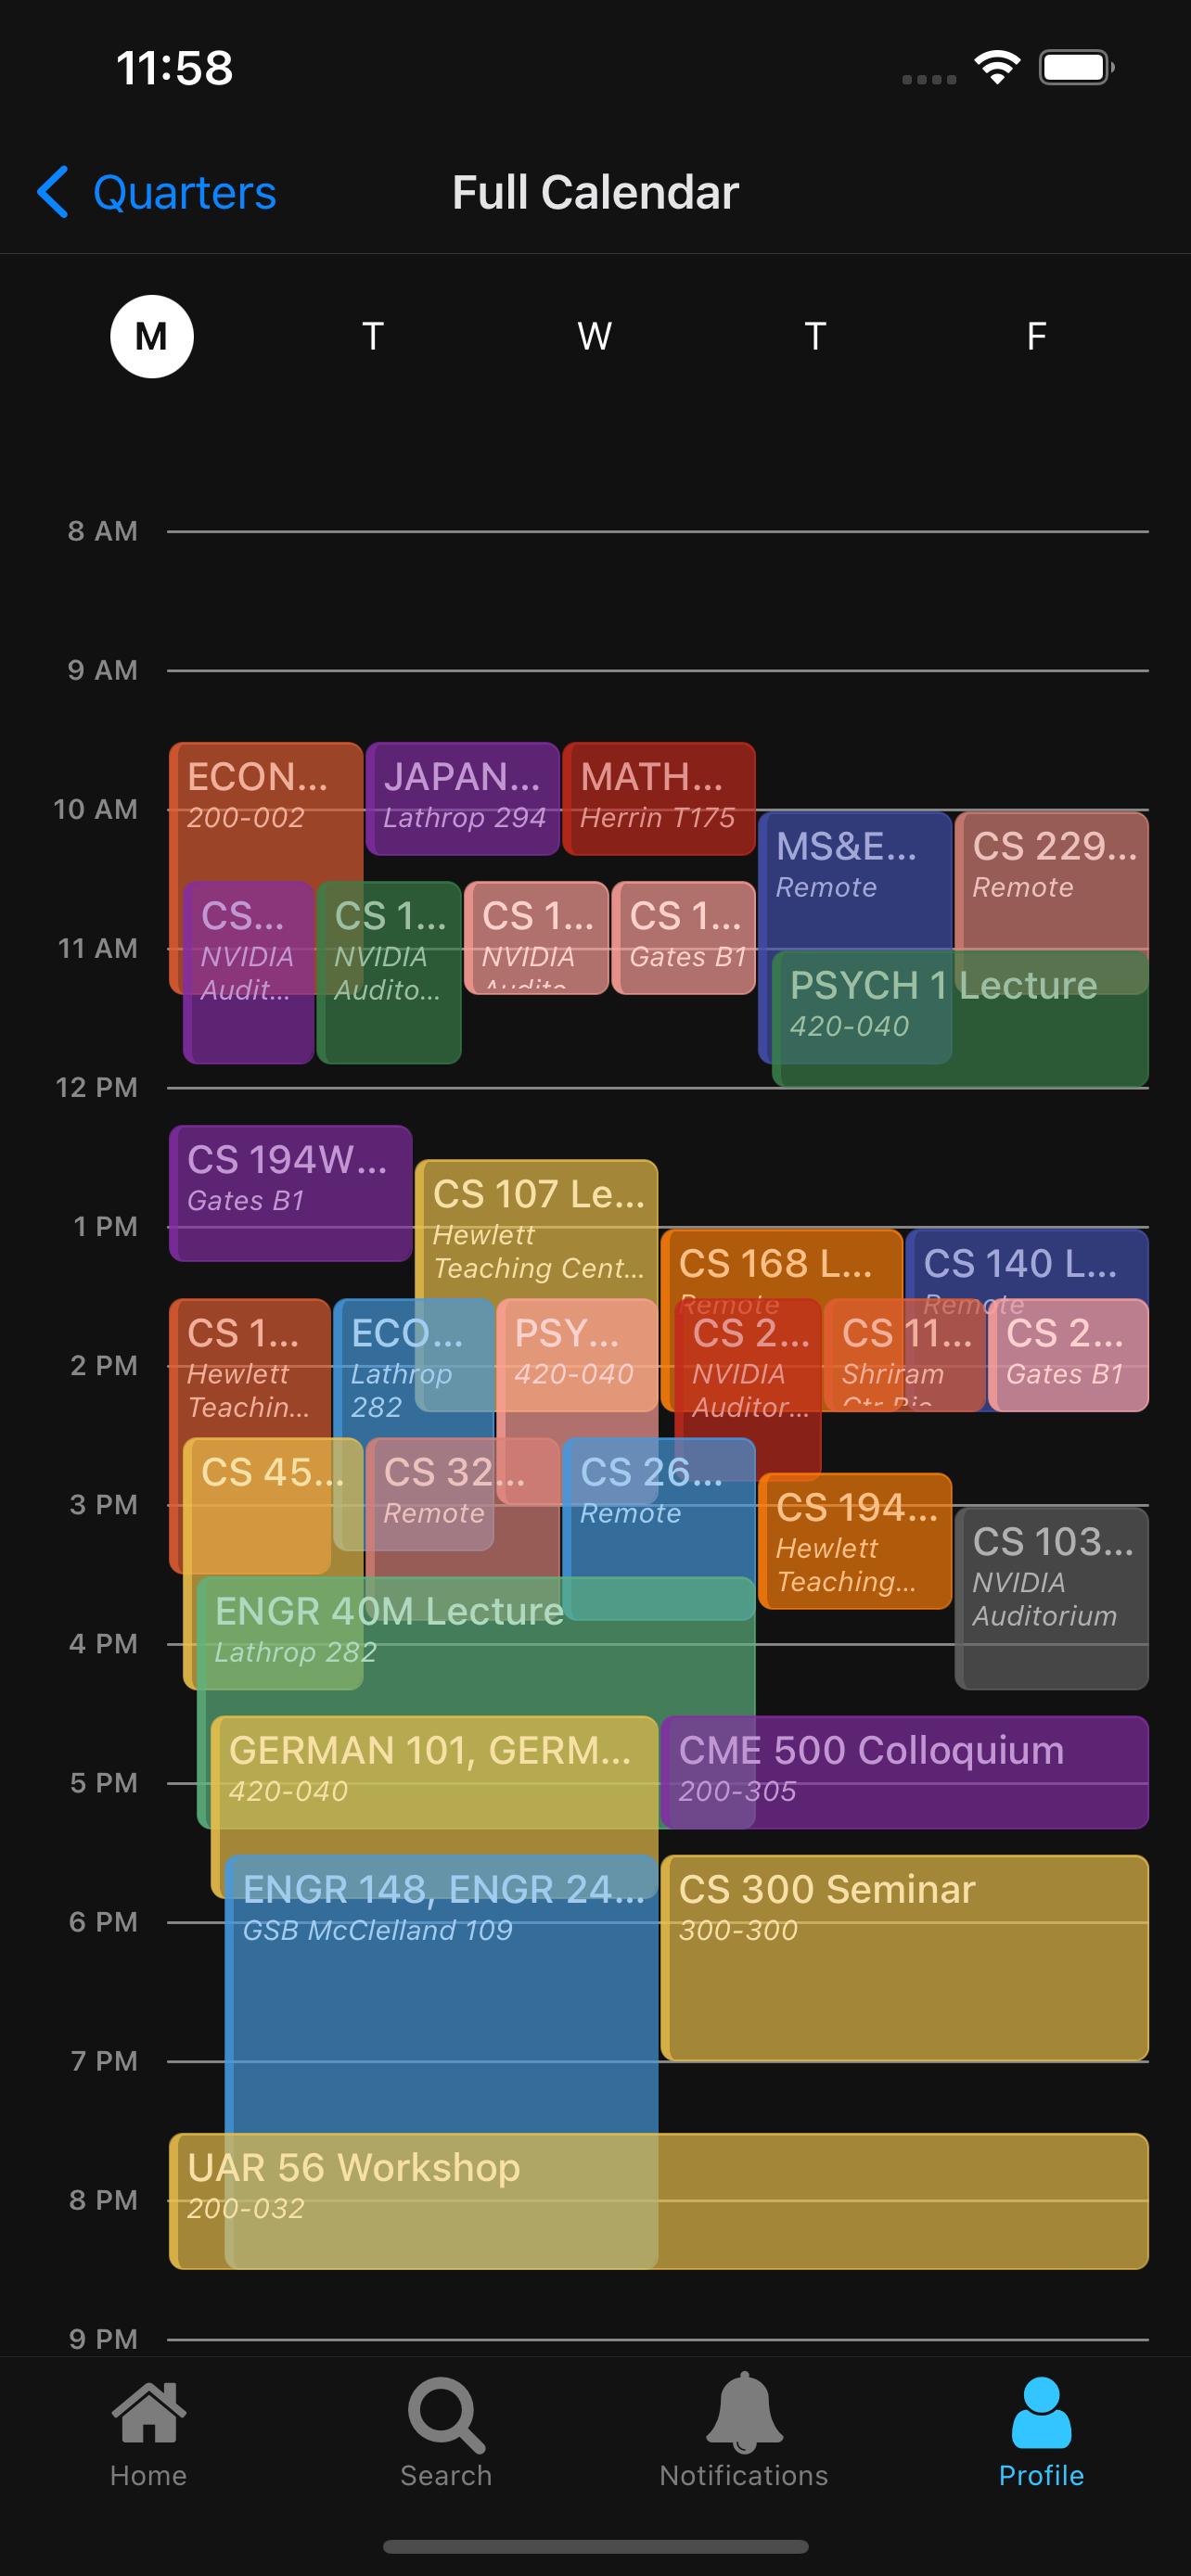 11:58
Quarters
Full Calendar
M T W T F
8 AM
9 AM
ECON...
200-002
JAPAN...
Lathrop 294
MATH...
Herrin T175
10 AM
MS&E...
Remote
CS 229...
Remote
CS...
NVIDIA
Audit...
CS 1...
NVIDIA
Audito...
CS 1...
NVIDIA
CS 1...
Gates B1
11 AM
PSYCH 1 Lecture
420-040
12 PM
CS 194W...
Gates B1
CS 107 Le...
Hewlett
Teaching Cent...
1 PM
CS 168 L...
Remote
CS 140 L...
Remote
CS 1...
Hewlett
Teachin...
ECO...
Lathrop
282
PSY...
420-040
CS 2...
NVIDIA
Auditor...
CS 11...
Shriram
Ctr Bio
CS 2...
Gates B1
2 PM
CS 45...
CS 32...
Remote
CS 26...
Remote
CS 194...
Hewlett
Teaching...
3 PM
CS 103...
NVIDIA
Auditorium
ENGR 40M Lecture
Lathrop 282
4 PM
GERMAN 101, GERM...
420-040
CME 500 Colloquium
200-305
5 PM
ENGR 148, ENGR 24...
GSB McClelland 109
CS 300 Seminar
300-300
6 PM
7 PM
UAR 56 Workshop
200-032
8 PM
9 PM
Home
Search
Notifications
Profile